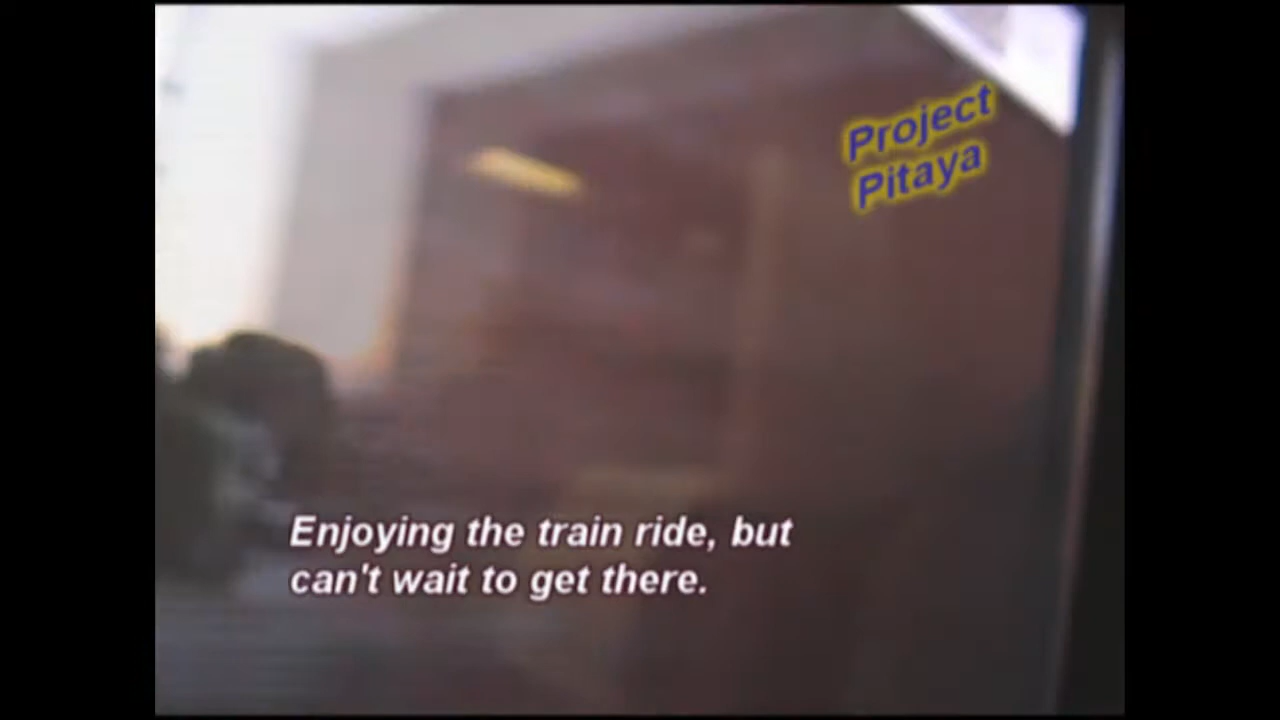 Project
Pitaya
Enjoying the train ride, but
can't wait to get there.